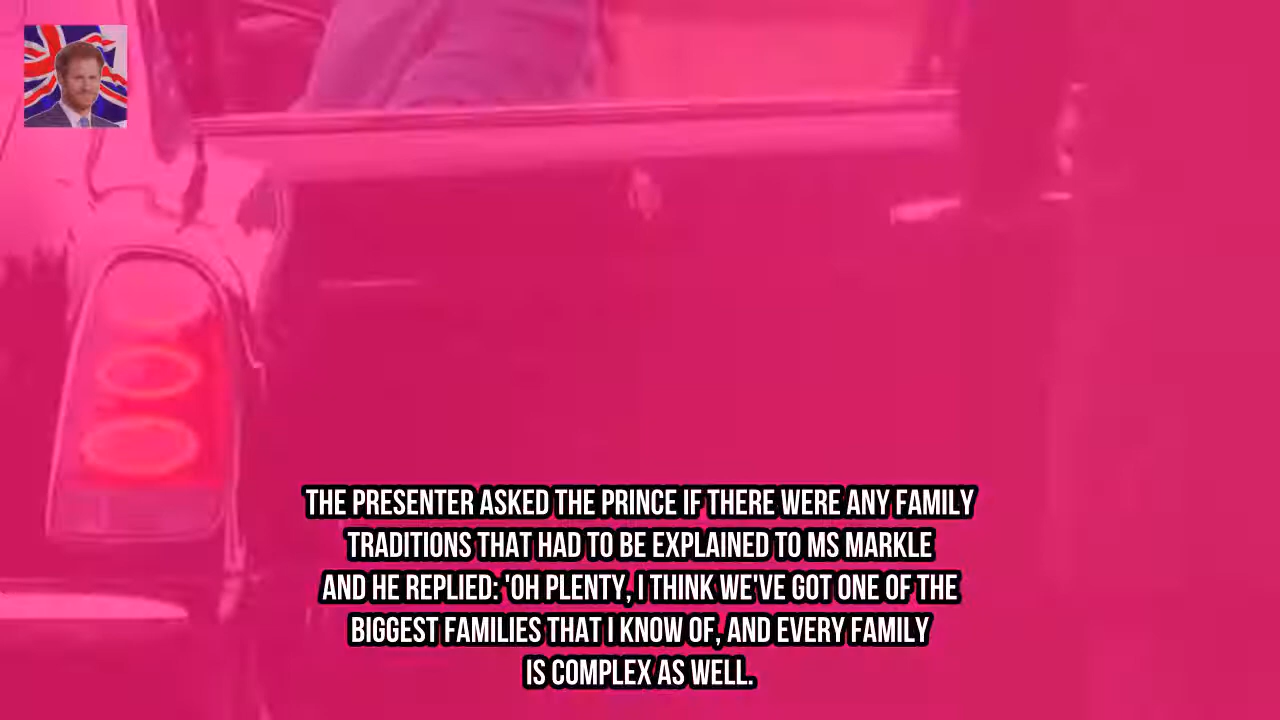 THE PRESENTER ASKED THE PRINCE IF THERE WERE ANY FAMILY
TRADITIONS THAT HAD TO BE EXPLAINED TO MS MARKLE
AND HE REPLIED: 'OH PLENTY, I THINK WE'VE GOT ONE OF THE
BIGGEST FAMILIES THAT I KNOW OF, AND EVERY FAMILY
IS COMPLEX AS WELL.